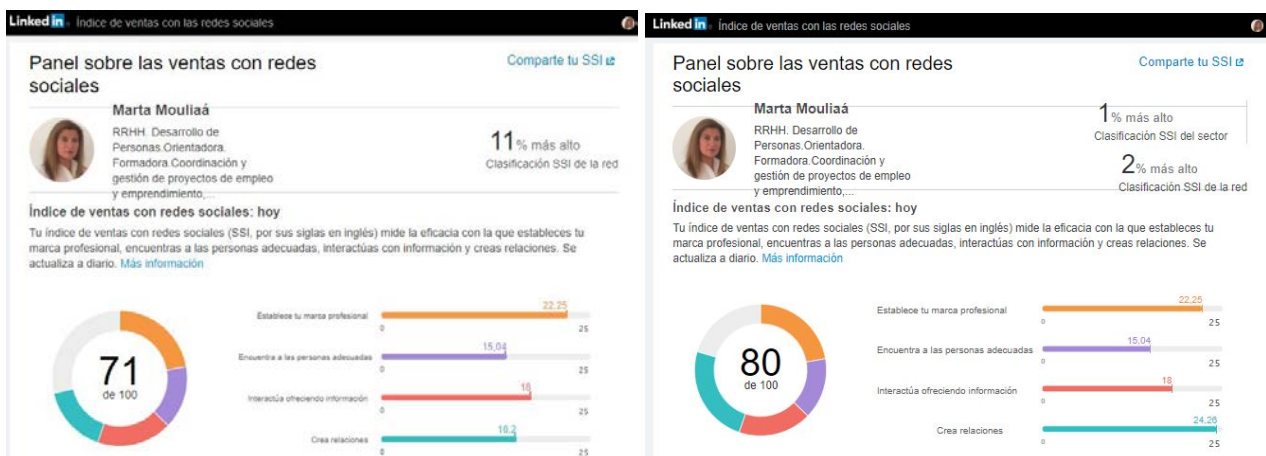 Linked in Índice de ventas con las redes sociales
Panel sobre las ventas con redes
sociales
Comparte tu SSI
Marta Mouliaá
RRHH. Desarrollo de
Personas.Orientadora.
Formadora.Coordinación y
gestión de proyectos de empleo
y emprendimiento,...
11% más alto
Clasificación SSI de la red
Índice de ventas con redes sociales: hoy
Tu índice de ventas con redes sociales (SSI, por sus siglas en inglés) mide la eficacia con la que estableces tu
marca profesional, encuentras a las personas adecuadas, interactúas con información y creas relaciones. Se
actualiza a diario. Más información
71
de 100
Establece tu marca profesional
22.25
0
25
Encuentra a las personas adecuadas
15,04
0
25
Interactúa ofreciendo información
18
0
25
Crea relaciones
16.2
0
25
Linked in Índice de ventas con las redes sociales
Panel sobre las ventas con redes
sociales
Comparte tu SSI
Marta Mouliaá
RRHH. Desarrollo de
Personas.Orientadora.
Formadora.Coordinación y
gestión de proyectos de empleo
y emprendimiento,...
1% más alto
Clasificación SSI del sector
2% más alto
Clasificación SSI de la red
Índice de ventas con redes sociales: hoy
Tu índice de ventas con redes sociales (SSI, por sus siglas en inglés) mide la eficacia con la que estableces tu
marca profesional, encuentras a las personas adecuadas, interactúas con información y creas relaciones. Se
actualiza a diario. Más información
80
de 100
Establece tu marca profesional
22,25
0
25
Encuentra a las personas adecuadas
15,04
0
25
Interactúa ofreciendo información
18
0
25
Crea relaciones
24,26
0
25